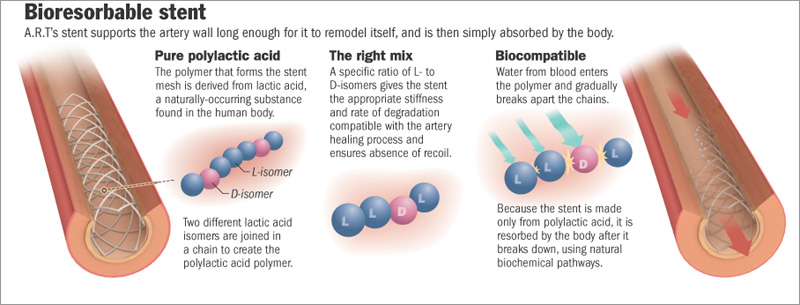 Bioresorbable stent
A.R.T's stent supports the artery wall long enough for it to remodel itself, and is then simply absorbed by the body.
Pure polylactic acid
The polymer that forms the stent
mesh is derived from lactic acid,
a naturally-occurring substance
found in the human body.
L-isomer
D-isomer
Two different lactic acid
isomers are joined in
a chain to create the
polylactic acid polymer.
The right mix
A specific ratio of L- to
D-isomers gives the stent
the appropriate stiffness
and rate of degradation
compatible with the artery
healing process and
ensures absence of recoil.
L L D L
Biocompatible
Water from blood enters
the polymer and gradually
breaks apart the chains.
L L D L
Because the stent is made
only from polylactic acid, it is
resorbed by the body after it
breaks down, using natural
biochemical pathways.